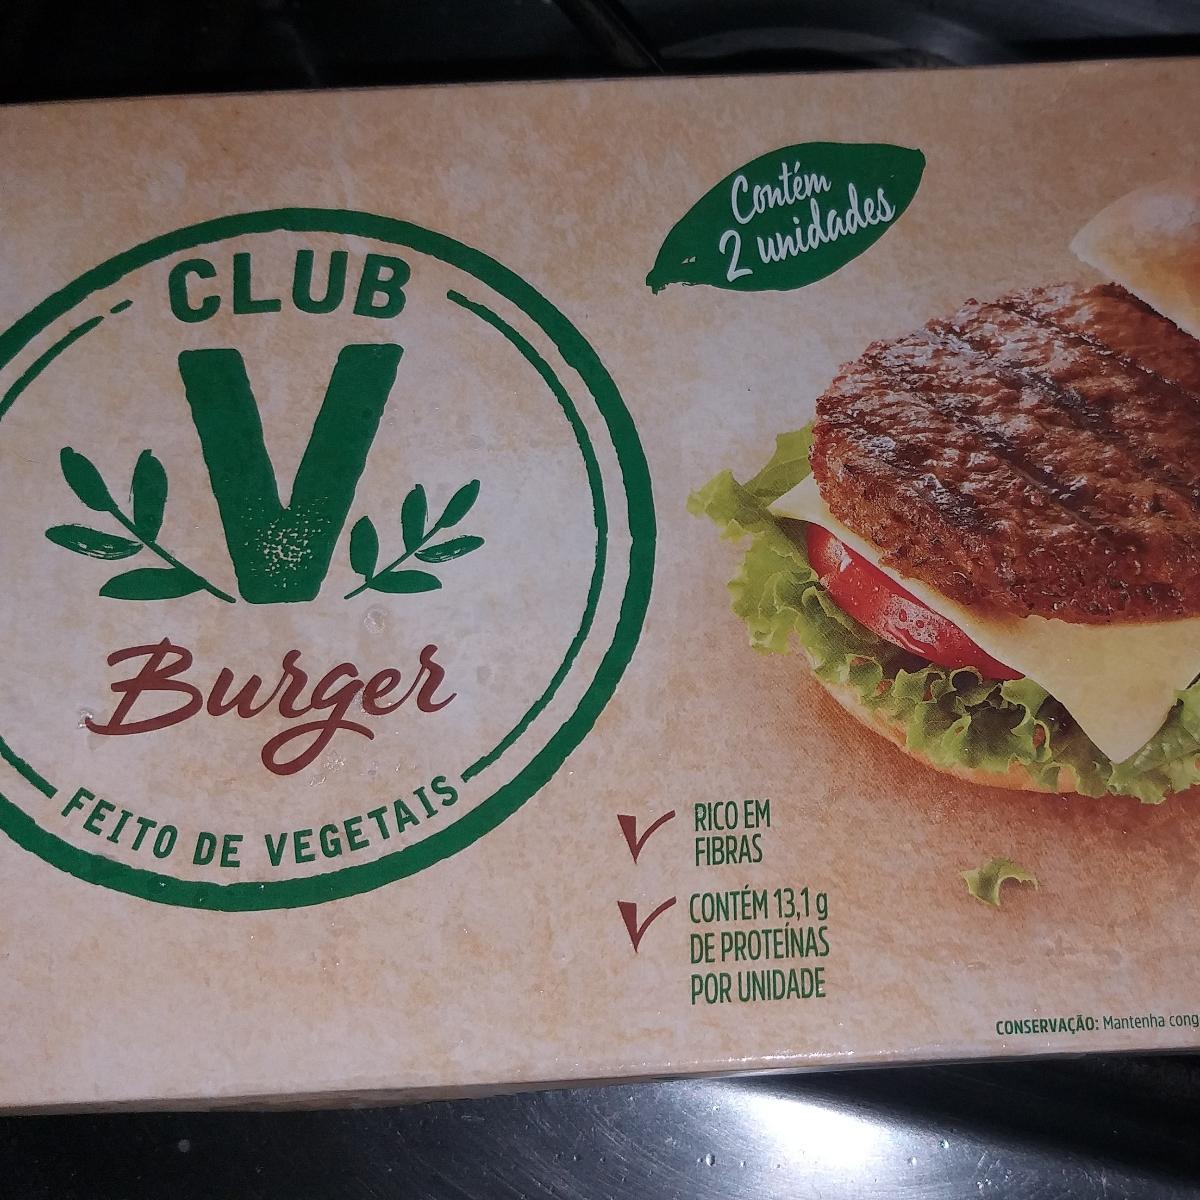 CLUB
V
Burger
FEITO DE VEGETAIS
Contém
2 unidades
RICO EM
FIBRAS
CONTÉM 13,1 g
DE PROTEÍNAS
POR UNIDADE
CONSERVAÇÃO: Mantenha cong